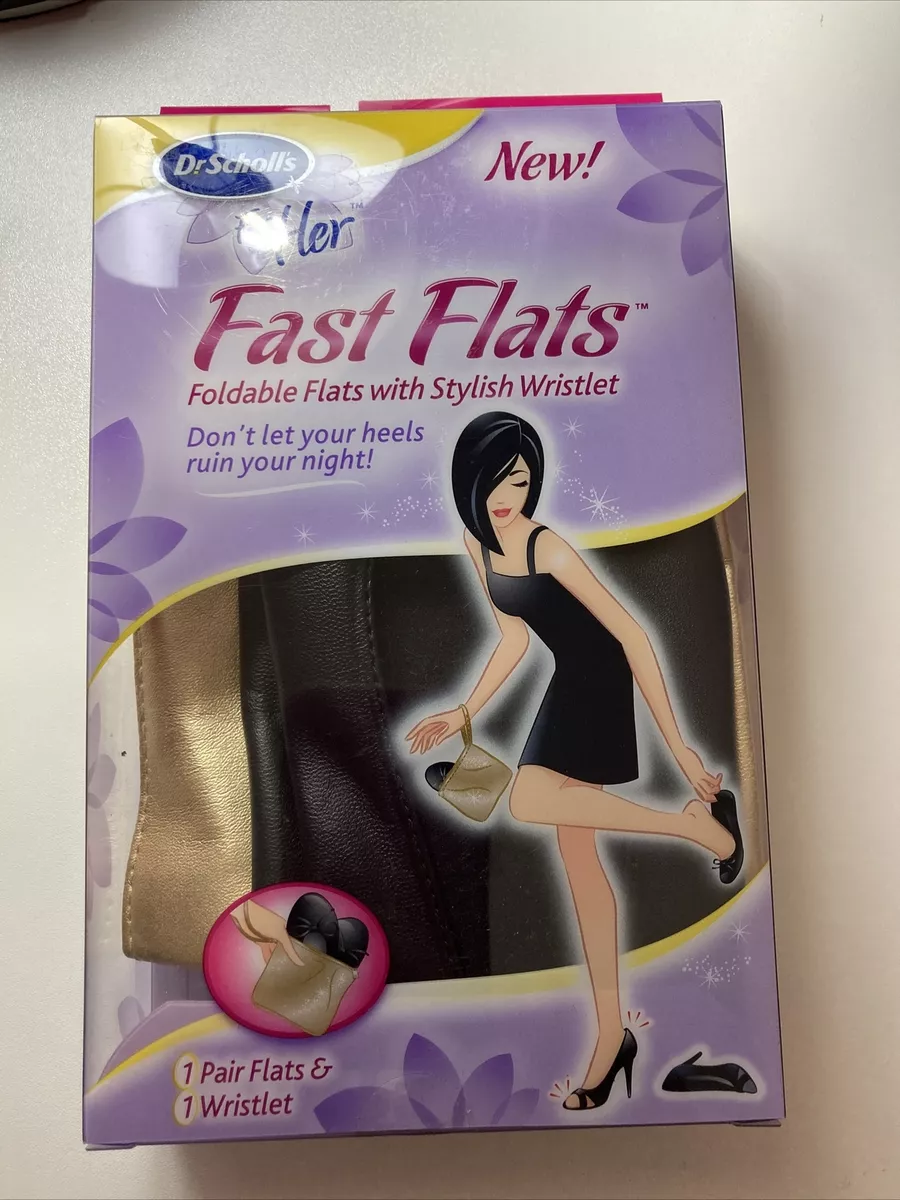 Dr Scholl's
New!
Her™
Fast Flats™
Foldable Flats with Stylish Wristlet
Don't let your heels
ruin your night!
1 Pair Flats &
1 Wristlet